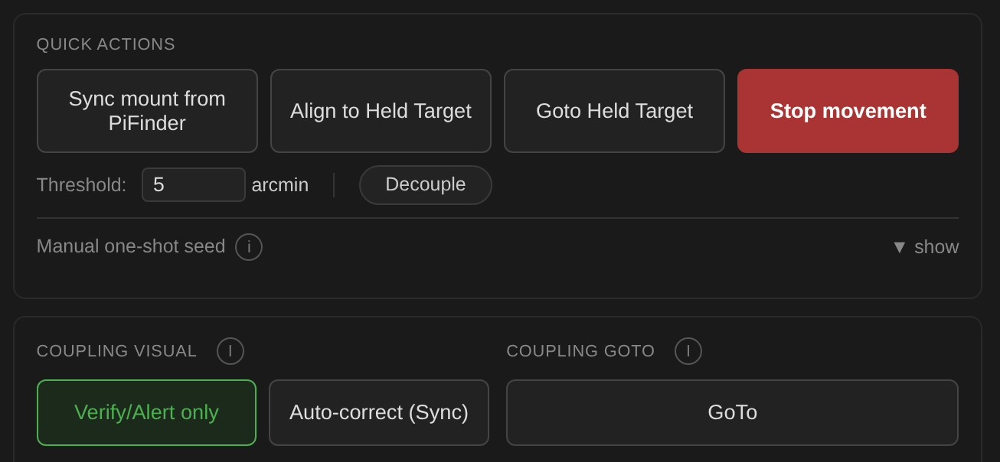 QUICK ACTIONS
Sync mount from
PiFinder
Align to Held Target
Goto Held Target
Stop movement
Threshold: 5 arcmin
Decouple
Manual one-shot seed i
▼ show
COUPLING VISUAL I
COUPLING GOTO I
Verify/Alert only
Auto-correct (Sync)
GoTo